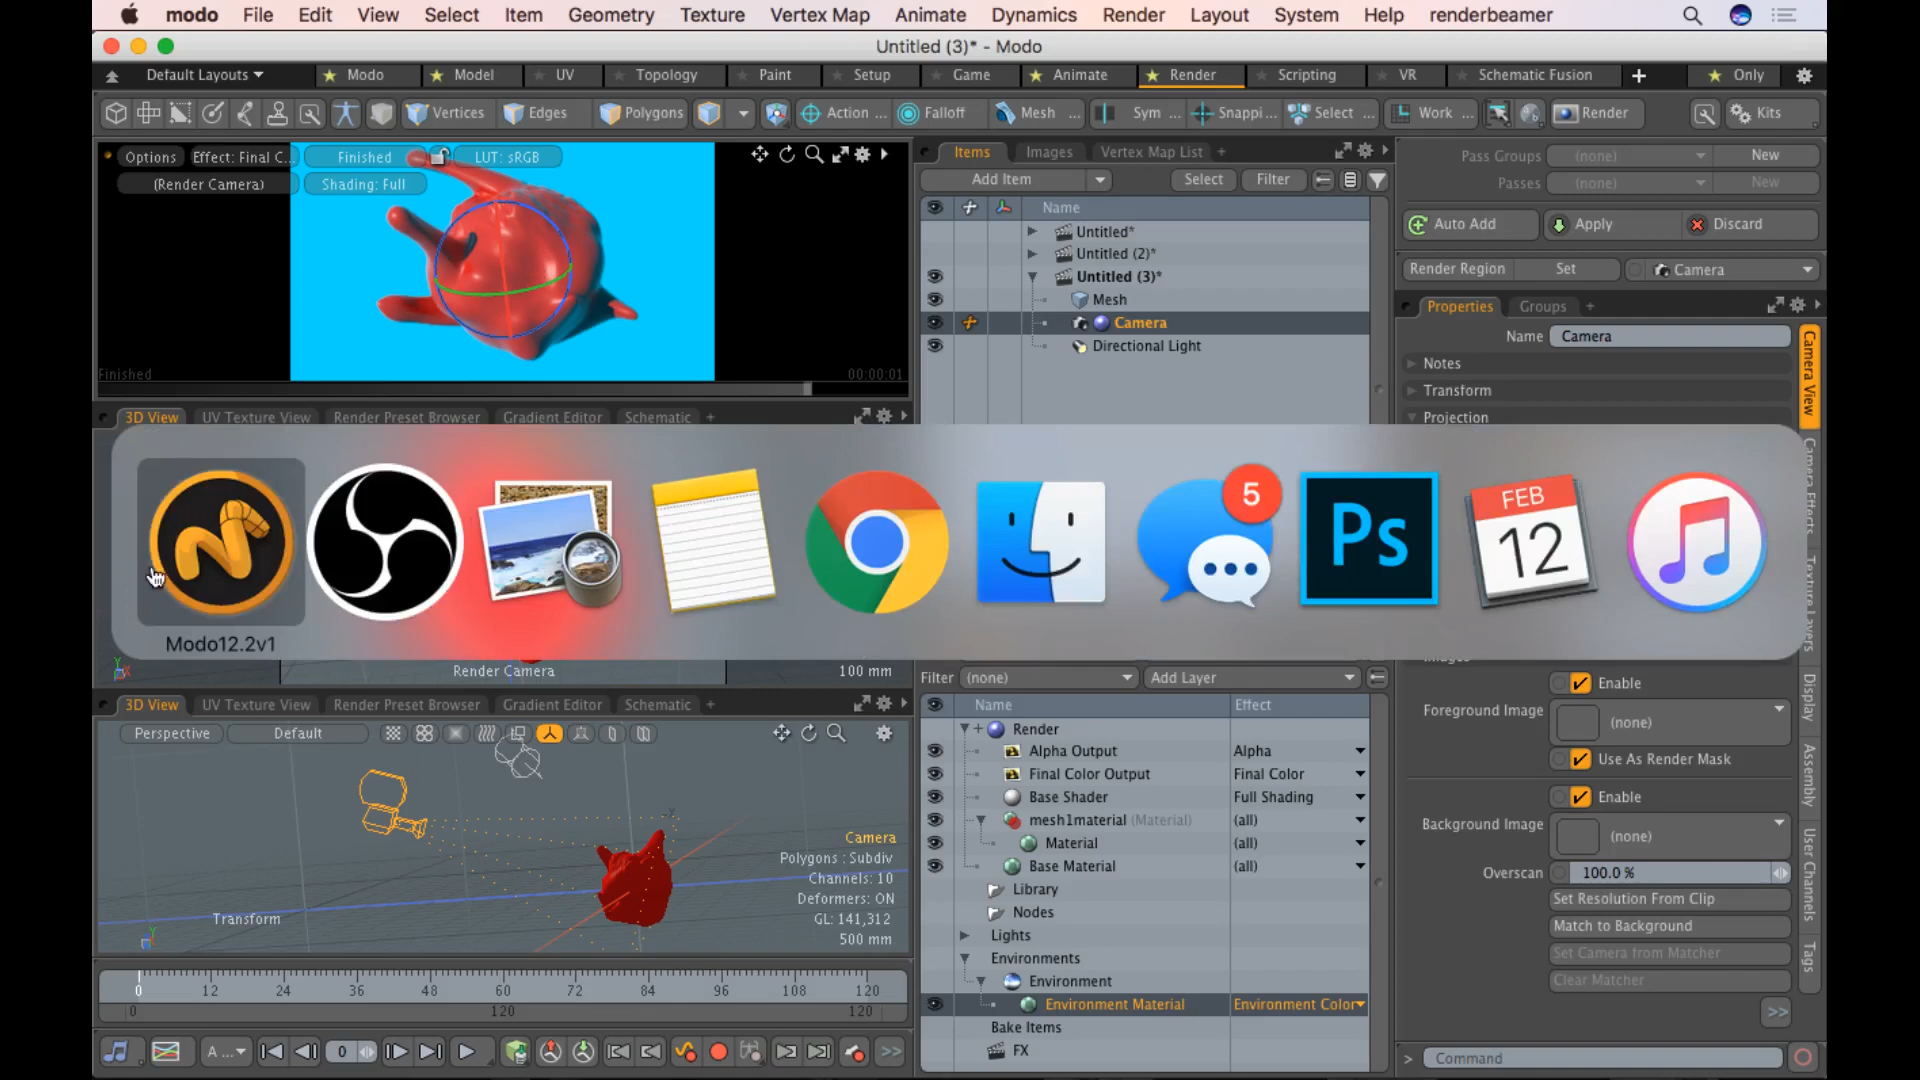 modo File Edit View Select Item Geometry Texture Vertex Map Animate Dynamics Render Layout System Help renderbeamer
Untitled (3)* - Modo
Default Layouts Modo Model UV Topology Paint Setup Game Animate Render Scripting VR Schematic Fusion + Only
Vertices Edges Polygons Action ... Falloff Mesh ... Sym ... Snappi... Select ... Work ... Render Kits
Options Effect: Final C... Finished LUT: sRGB
(Render Camera) Shading: Full
Finished 00:00:01
Items Images Vertex Map List +
Add Item Select Filter
Name
Untitled*
Untitled (2)*
Untitled (3)*
Mesh
Camera
Directional Light
Pass Groups (none) New
Passes (none) New
Auto Add Apply Discard
Render Region Set Camera
Properties Groups +
Name Camera
Notes
Transform
Projection
Camera View
Camera Effects
Texture Layers
Display
Assembly
User Channels
Tags
3D View UV Texture View Render Preset Browser Gradient Editor Schematic +
5
Ps
FEB
12
Modo12.2v1
Render Camera 100 mm
3D View UV Texture View Render Preset Browser Gradient Editor Schematic +
Perspective Default
Camera
Polygons : Subdiv
Channels: 10
Deformers: ON
GL: 141,312
500 mm
Transform
0 12 24 36 48 60 72 84 96 108 120
0 120 120
A ... 0 >>
Filter (none) Add Layer
Name Effect
Render
Alpha Output Alpha
Final Color Output Final Color
Base Shader Full Shading
mesh1material (Material) (all)
Material (all)
Base Material (all)
Library
Nodes
Lights
Environments
Environment
Environment Material Environment Color
Bake Items
FX
Enable
Foreground Image (none)
Use As Render Mask
Enable
Background Image (none)
Overscan 100.0 %
Set Resolution From Clip
Match to Background
Set Camera from Matcher
Clear Matcher
>>
> Command